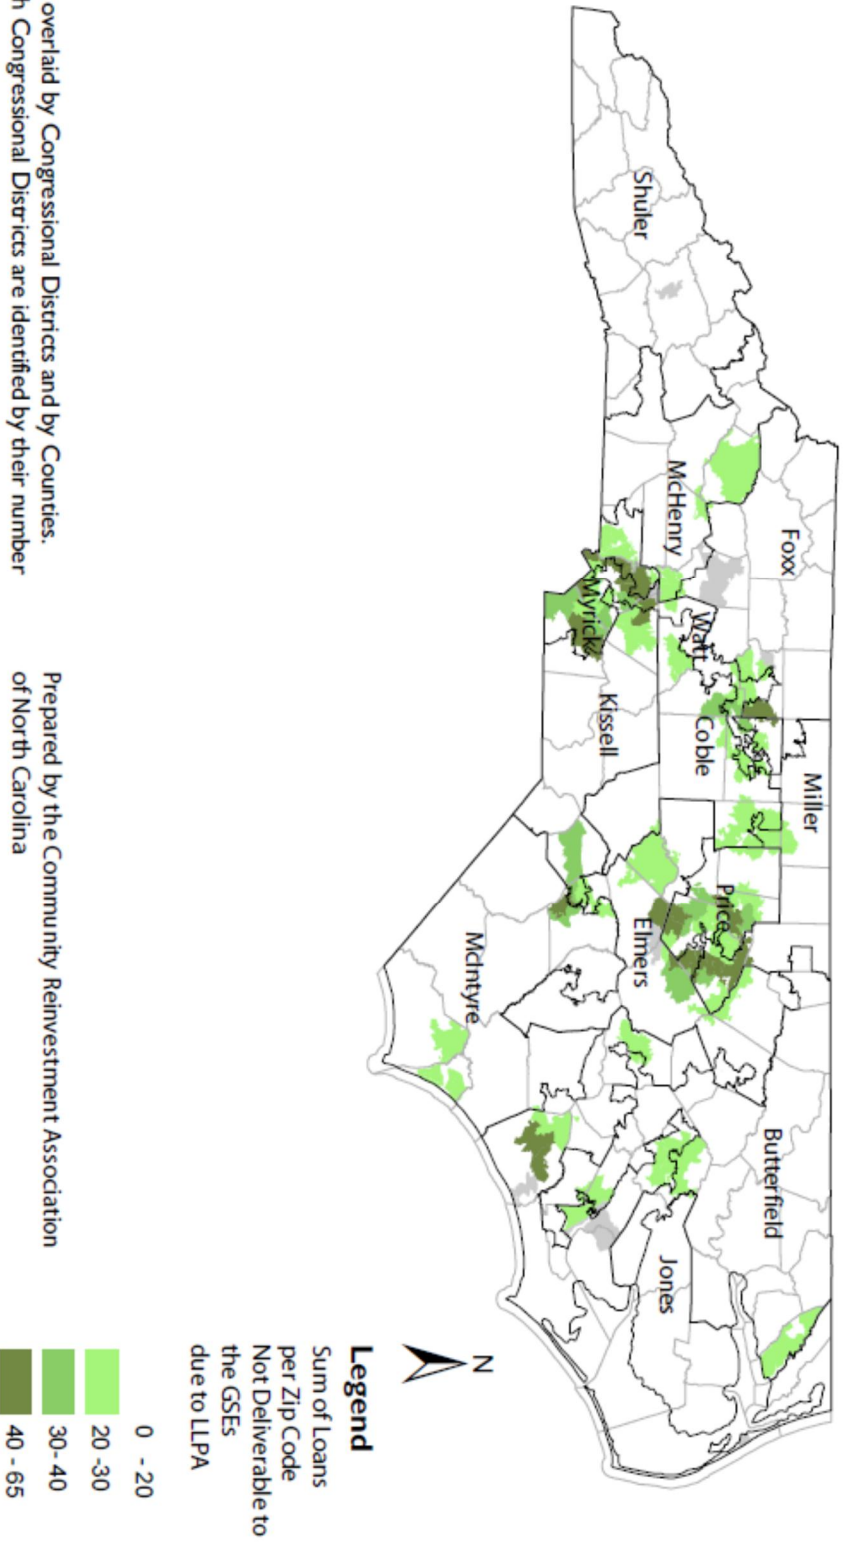 Shuler
McHenry
Foxx
Myrick
Watt
Kissell
Coble
Miller
Price
Elmers
McIntyre
Butterfield
Jones
N
Legend
Sum of Loans
per Zip Code
Not Deliverable to
the GSEs
due to LLPA
0 - 20
20 -30
30- 40
40 - 65
overlaid by Congressional Districts and by Counties.
Congressional Districts are identified by their number
Prepared by the Community Reinvestment Association
of North Carolina